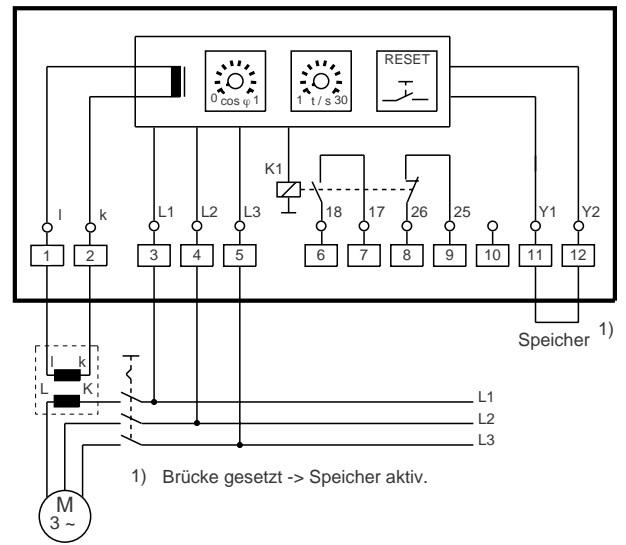 RESET
0 cos φ 1
1 t / s 30
K1
l k L1 L2 L3 18 17 26 25 Y1 Y2
1 2 3 4 5 6 7 8 9 10 11 12
Speicher 1)
l k
L K
L1
L2
L3
1) Brücke gesetzt -> Speicher aktiv.
M
3 ~